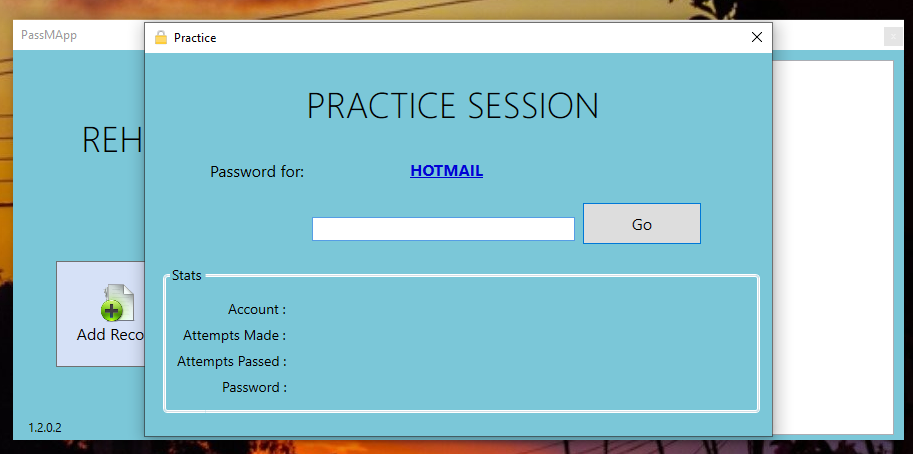 PassMApp
Practice
PRACTICE SESSION
REH
Password for:
HOTMAIL
Go
Stats
Account :
Attempts Made :
Attempts Passed :
Password :
Add Reco
1.2.0.2